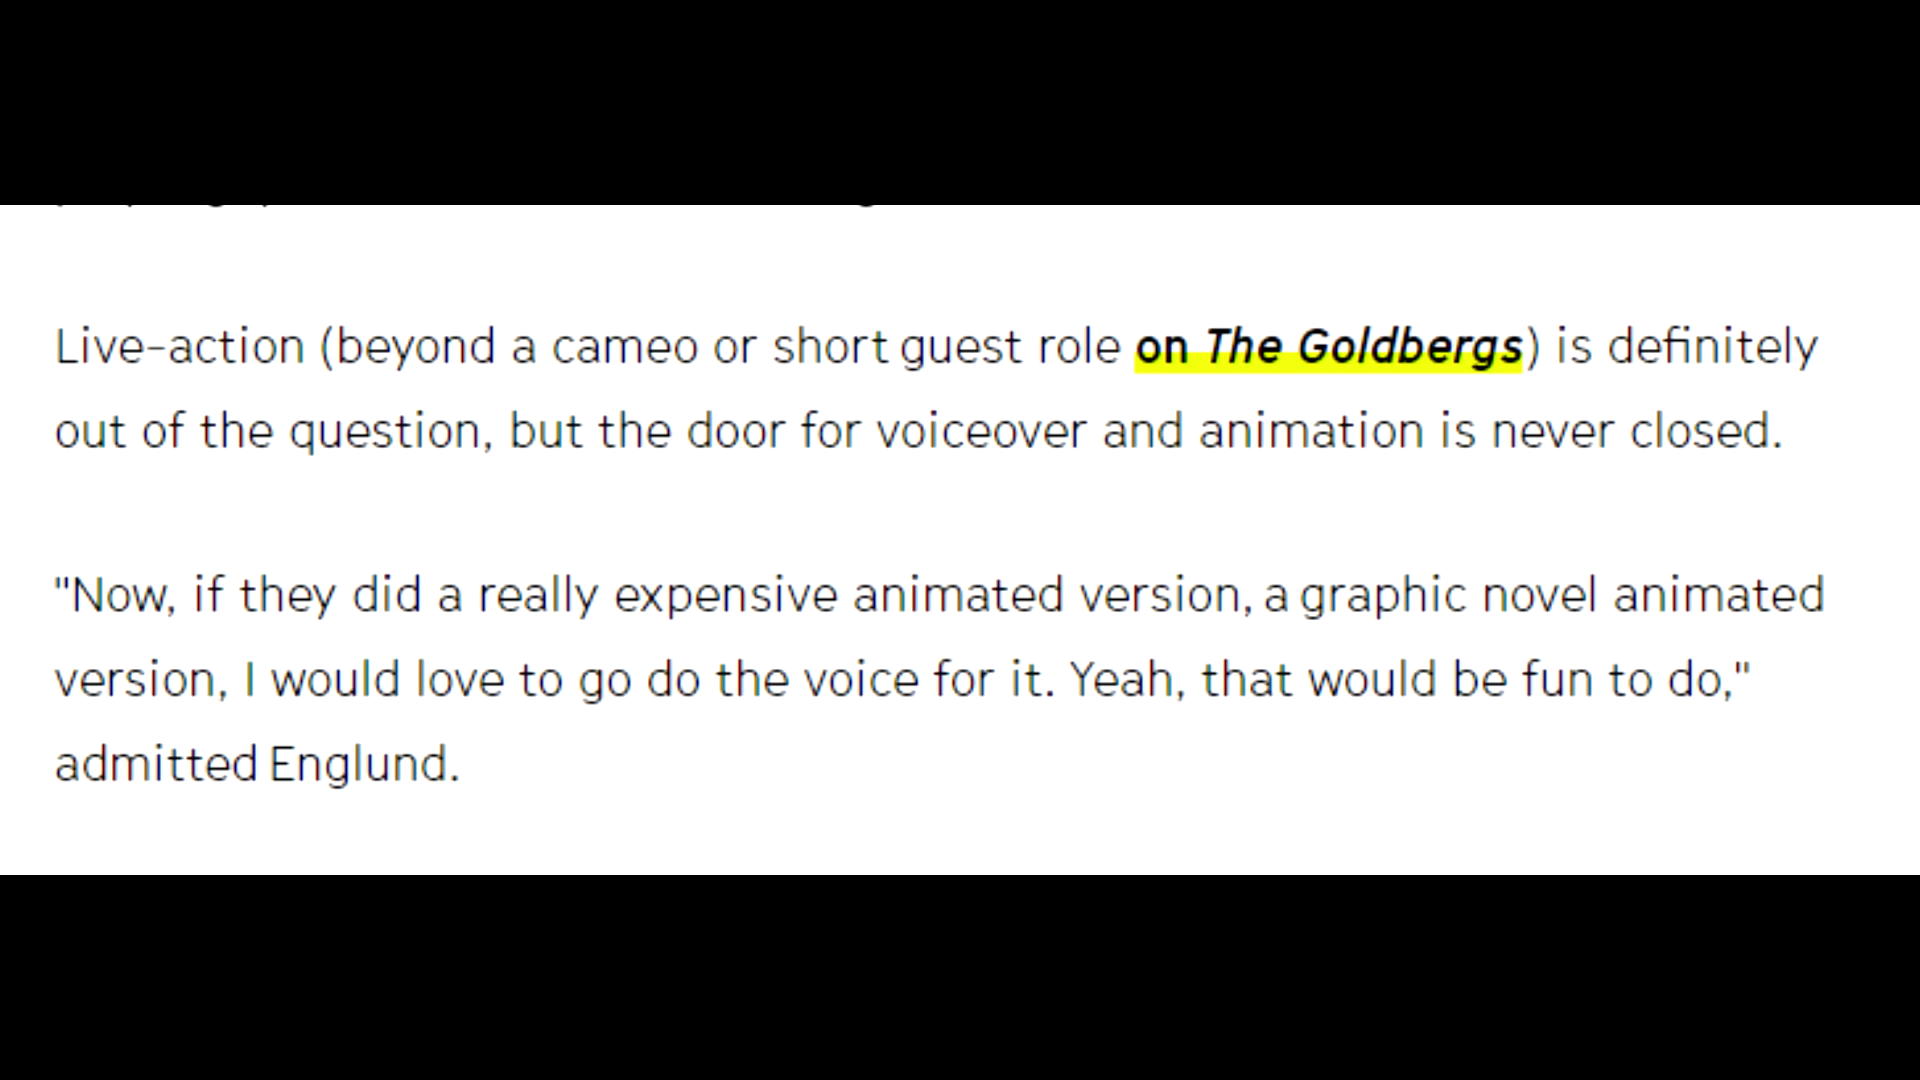 Live-action (beyond a cameo or short guest role on The Goldbergs) is definitely
out of the question, but the door for voiceover and animation is never closed.
"Now, if they did a really expensive animated version, a graphic novel animated
version, I would love to go do the voice for it. Yeah, that would be fun to do,"
admitted Englund.